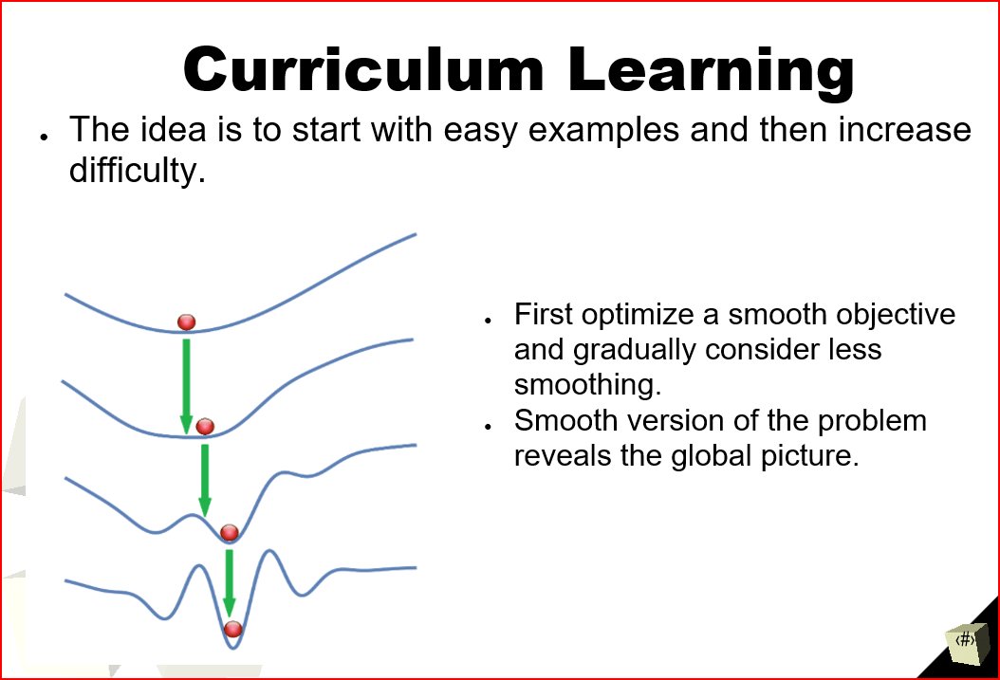 Curriculum Learning
• The idea is to start with easy examples and then increase
difficulty.
• First optimize a smooth objective
and gradually consider less
smoothing.
• Smooth version of the problem
reveals the global picture.
‹#›